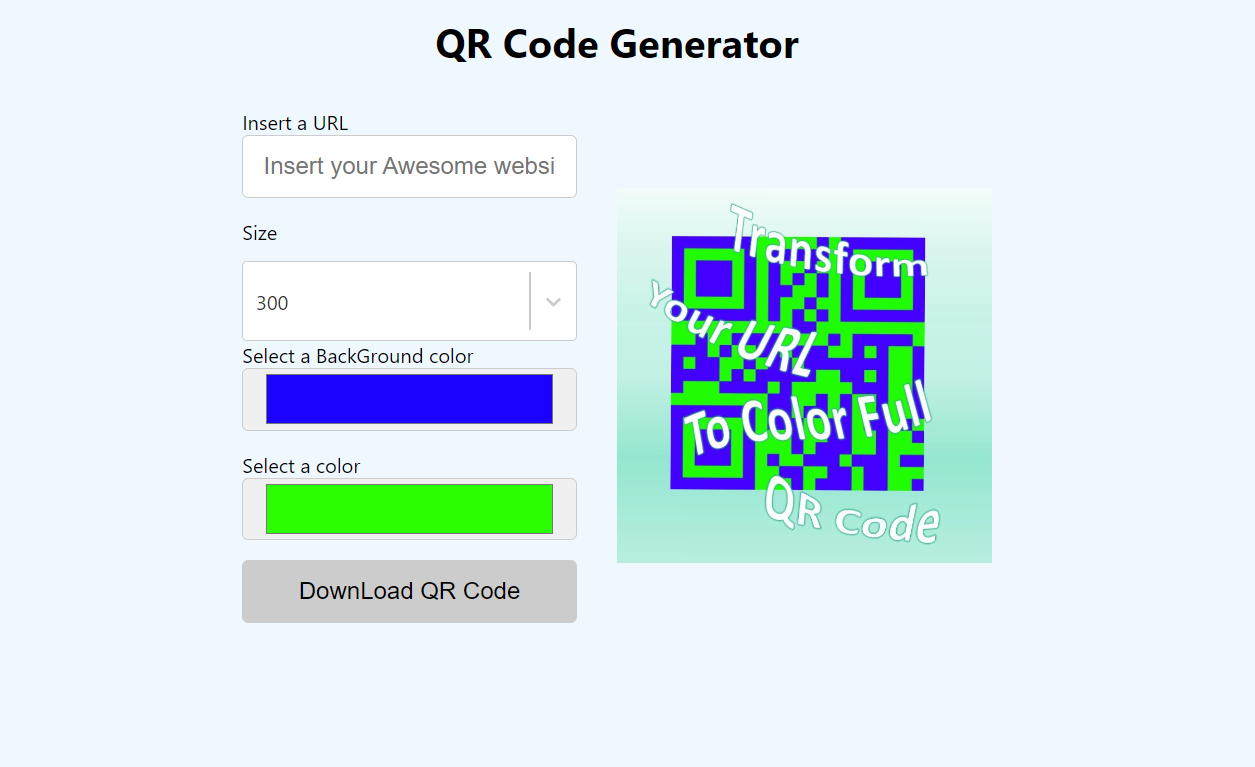 QR Code Generator
Insert a URL
Insert your Awesome websi
Size
300
Select a BackGround color
Select a color
DownLoad QR Code
Transform
Your URL
To Color Full
QR Code